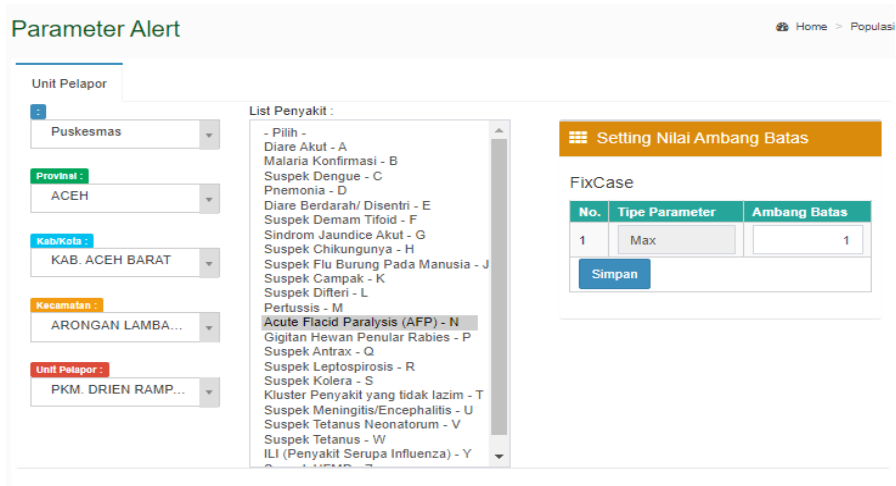 Parameter Alert
Home > Populasi
Unit Pelapor
:
Puskesmas
Provinsi :
ACEH
Kab/Kota :
KAB. ACEH BARAT
Kecamatan :
ARONGAN LAMBA...
Unit Pelapor :
PKM. DRIEN RAMP...
List Penyakit :
- Pilih -
Diare Akut - A
Malaria Konfirmasi - B
Suspek Dengue - C
Pnemonia - D
Diare Berdarah/ Disentri - E
Suspek Demam Tifoid - F
Sindrom Jaundice Akut - G
Suspek Chikungunya - H
Suspek Flu Burung Pada Manusia - J
Suspek Campak - K
Suspek Difteri - L
Pertussis - M
Acute Flacid Paralysis (AFP) - N
Gigitan Hewan Penular Rabies - P
Suspek Antrax - Q
Suspek Leptospirosis - R
Suspek Kolera - S
Kluster Penyakit yang tidak lazim - T
Suspek Meningitis/Encephalitis - U
Suspek Tetanus Neonatorum - V
Suspek Tetanus - W
ILI (Penyakit Serupa Influenza) - Y
Setting Nilai Ambang Batas
FixCase
No. Tipe Parameter Ambang Batas
1 Max 1
Simpan